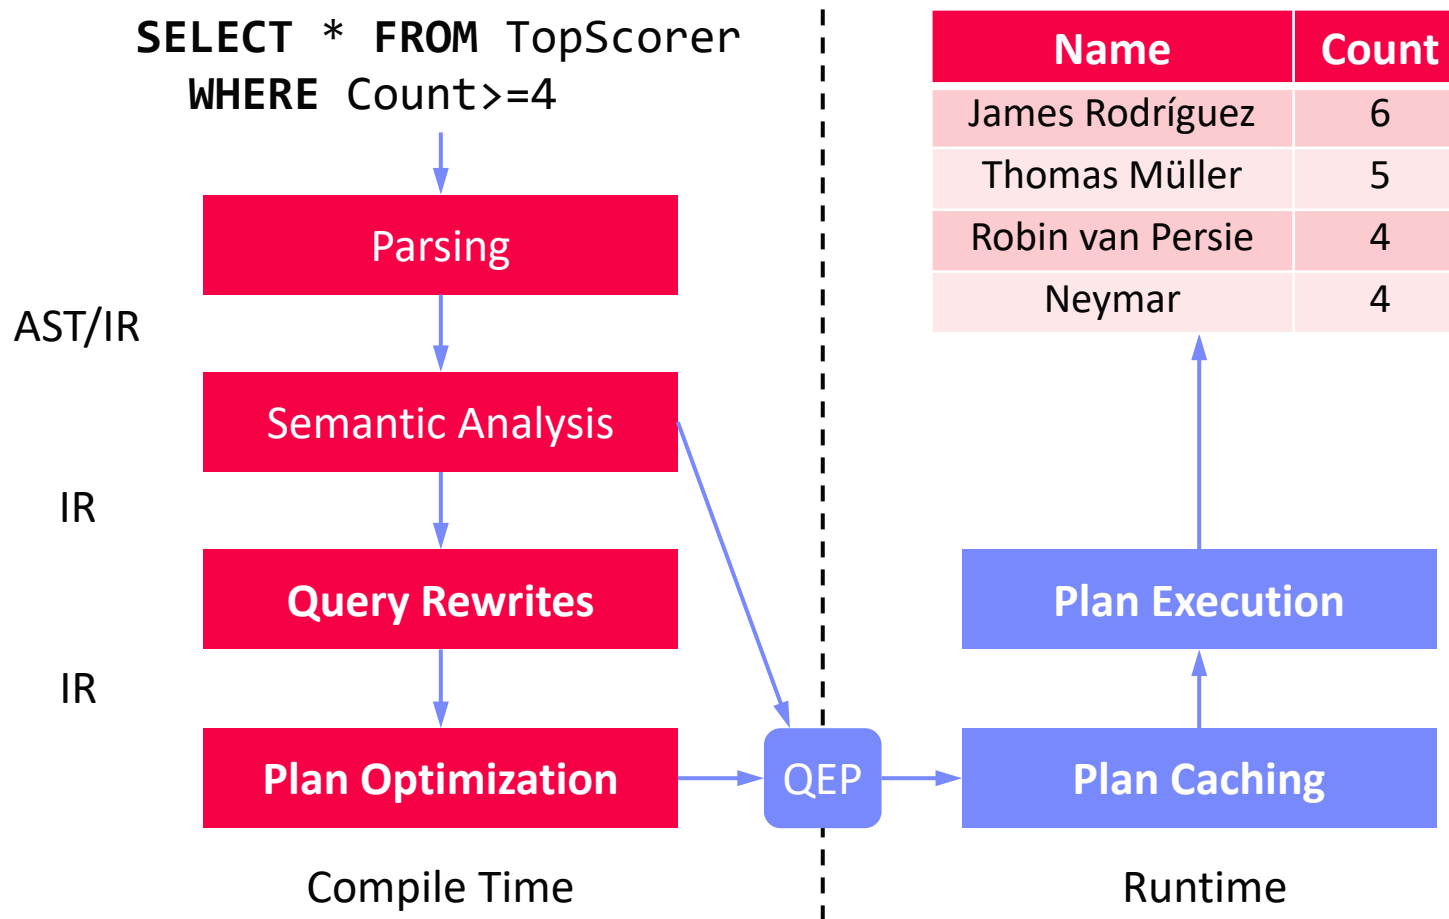 SELECT * FROM TopScorer
WHERE Count>=4
Parsing
AST/IR
Semantic Analysis
IR
Query Rewrites
IR
Plan Optimization
QEP
Compile Time
Name Count
James Rodríguez 6
Thomas Müller 5
Robin van Persie 4
Neymar 4
Plan Execution
Plan Caching
Runtime